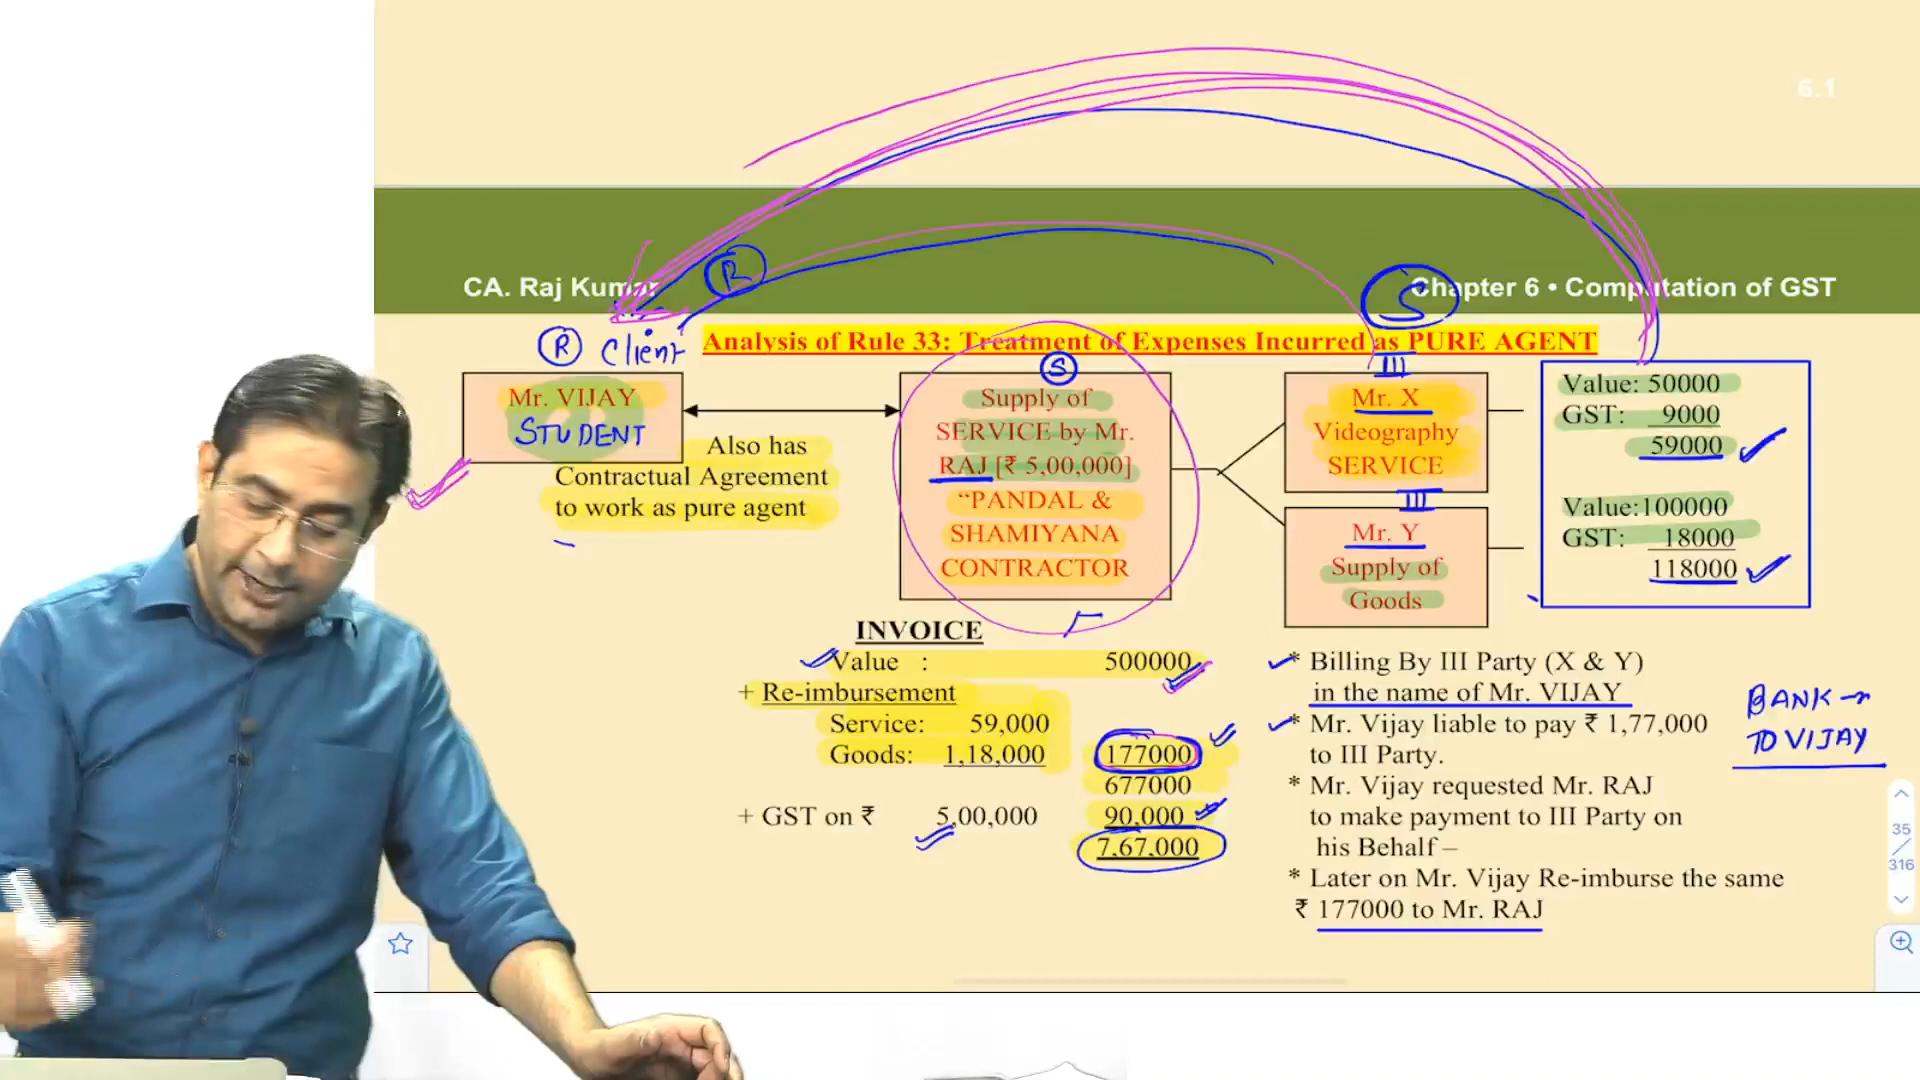 6.1
CA. Raj Kumar
Chapter 6 • Computation of GST
R Client
R
S
Analysis of Rule 33: Treatment of Expenses Incurred as PURE AGENT
Mr. VIJAY
STUDENT
Also has
Contractual Agreement
to work as pure agent
S
Supply of
SERVICE by Mr.
RAJ [₹ 5,00,000]
“PANDAL &
SHAMIYANA
CONTRACTOR
III
Mr. X
Videography
SERVICE
III
Mr. Y
Supply of
Goods
Value: 50000
GST: 9000
59000
Value:100000
GST: 18000
118000
INVOICE
Value : 500000
+ Re-imbursement
Service: 59,000
Goods: 1,18,000 177000
677000
+ GST on ₹ 5,00,000 90,000
7,67,000
* Billing By III Party (X & Y)
in the name of Mr. VIJAY
* Mr. Vijay liable to pay ₹ 1,77,000
to III Party.
* Mr. Vijay requested Mr. RAJ
to make payment to III Party on
his Behalf –
* Later on Mr. Vijay Re-imburse the same
₹ 177000 to Mr. RAJ
BANK →
TO VIJAY
35
/
316